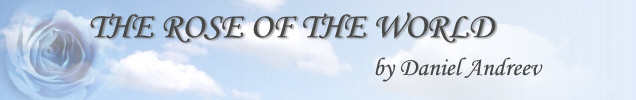 THE ROSE OF THE WORLD
by Daniel Andreev